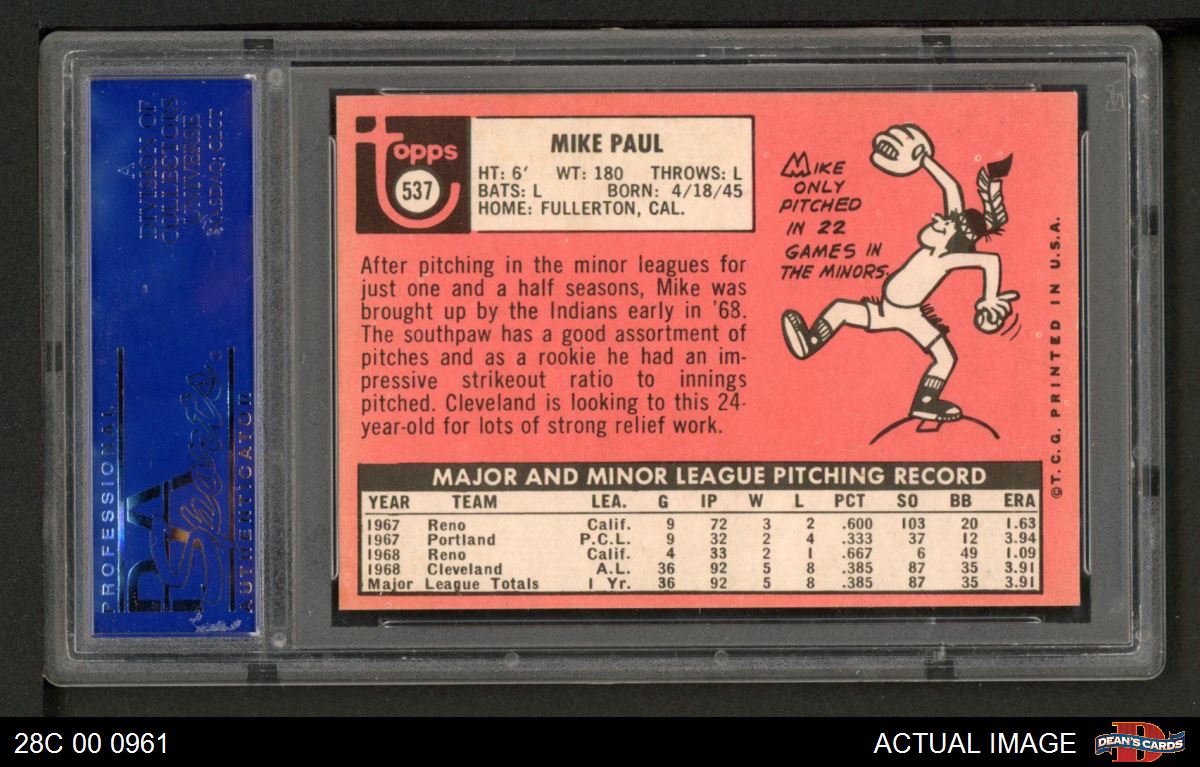 DIVISION OF
COLLECTORS
UNIVERSE
NASDAQ: CLCT
PROFESSIONAL
PSA
Sports
AUTHENTICATOR
topps
537
MIKE PAUL
HT: 6' WT: 180 THROWS: L
BATS: L BORN: 4/18/45
HOME: FULLERTON, CAL.
After pitching in the minor leagues for
just one and a half seasons, Mike was
brought up by the Indians early in '68.
The southpaw has a good assortment of
pitches and as a rookie he had an im-
pressive strikeout ratio to innings
pitched. Cleveland is looking to this 24-
year-old for lots of strong relief work.
MIKE
ONLY
PITCHED
IN 22
GAMES IN
THE MINORS.
©T. C. G. PRINTED IN U.S.A.
MAJOR AND MINOR LEAGUE PITCHING RECORD
YEAR TEAM LEA. G IP W L PCT SO BB ERA
1967 Reno Calif. 9 72 3 2 .600 103 20 1.63
1967 Portland P.C.L. 9 32 2 4 .333 37 12 3.94
1968 Reno Calif. 4 33 2 1 .667 6 49 1.09
1968 Cleveland A.L. 36 92 5 8 .385 87 35 3.91
Major League Totals 1 Yr. 36 92 5 8 .385 87 35 3.91
28C 00 0961
ACTUAL IMAGE
D
DEAN'S CARDS